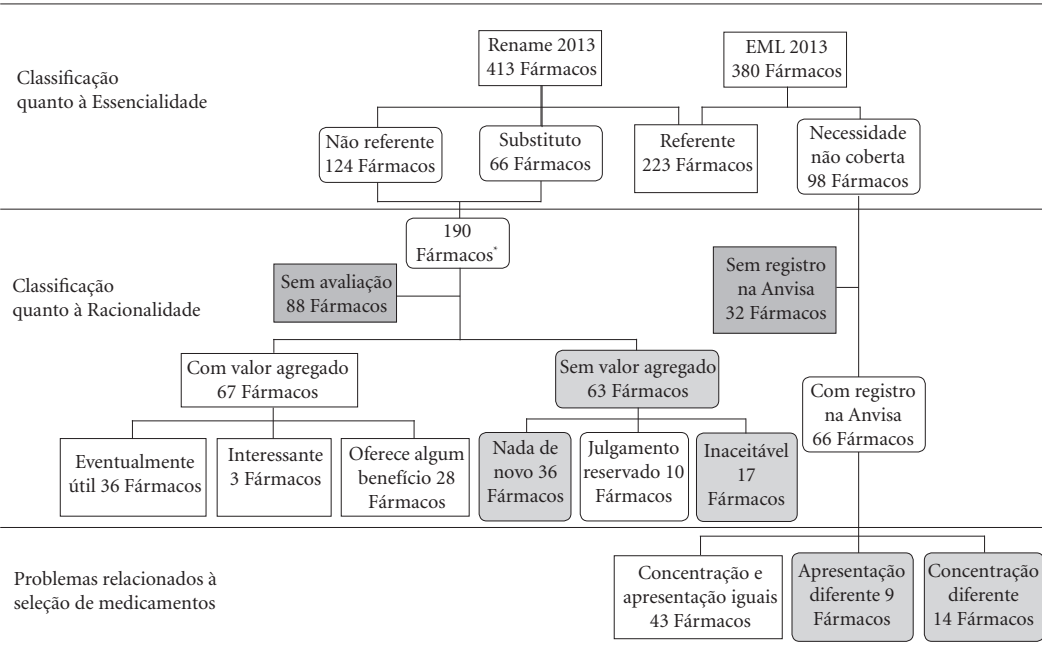 Classificação
quanto à Essencialidade
Rename 2013
413 Fármacos
EML 2013
380 Fármacos
Não referente
124 Fármacos
Substituto
66 Fármacos
Referente
223 Fármacos
Necessidade
não coberta
98 Fármacos
Classificação
quanto à Racionalidade
190
Fármacos*
Sem avaliação
88 Fármacos
Sem registro
na Anvisa
32 Fármacos
Com valor agregado
67 Fármacos
Sem valor agregado
63 Fármacos
Com registro
na Anvisa
66 Fármacos
Eventualmente
útil 36 Fármacos
Interessante
3 Fármacos
Oferece algum
benefício 28
Fármacos
Nada de
novo 36
Fármacos
Julgamento
reservado 10
Fármacos
Inaceitável
17
Fármacos
Problemas relacionados à
seleção de medicamentos
Concentração e
apresentação iguais
43 Fármacos
Apresentação
diferente 9
Fármacos
Concentração
diferente
14 Fármacos